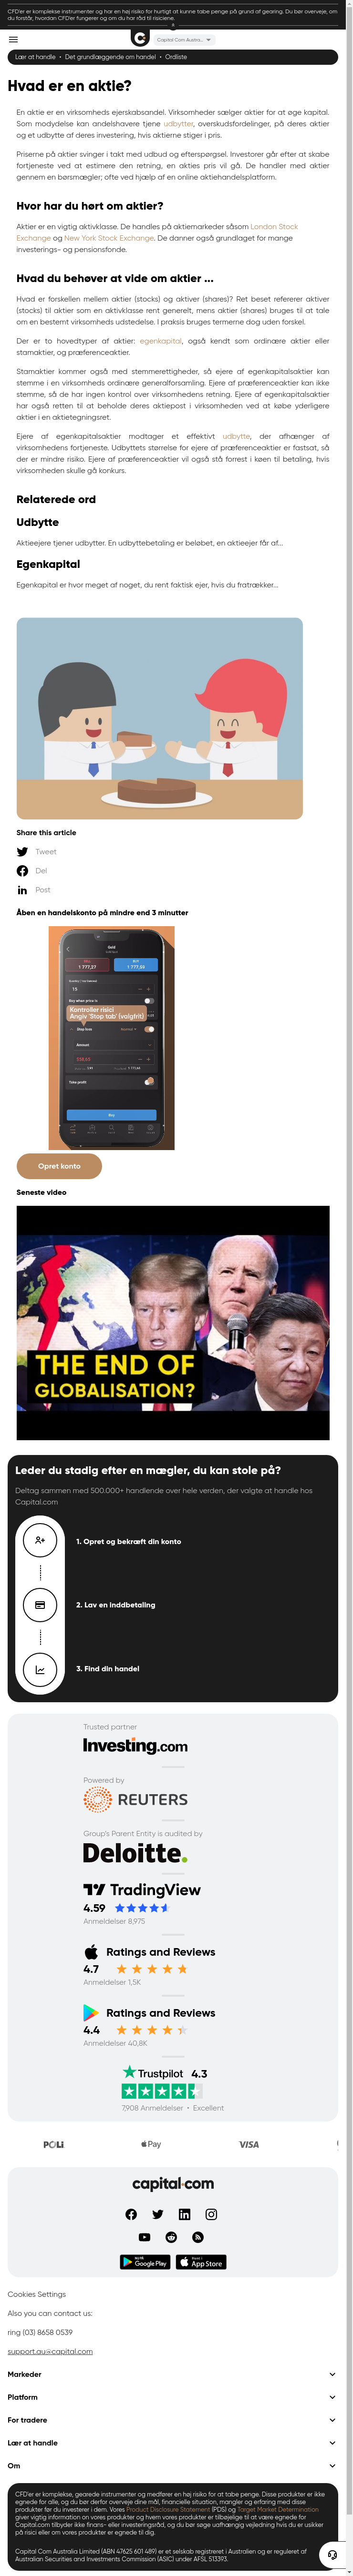 CFD'er er komplekse instrumenter og har en høj risiko for hurtigt at kunne tabe penge på grund af gearing. Du bør overveje, om
du forstår, hvordan CFD'er fungerer og om du har råd til risiciene.
Capital Com Austra...
Lær at handle • Det grundlæggende om handel • Ordliste
Hvad er en aktie?
En aktie er en virksomheds ejerskabsandel. Virksomheder sælger aktier for at øge kapital.
Som modydelse kan andelshavere tjene udbytter, overskudsfordelinger, på deres aktier
og et udbytte af deres investering, hvis aktierne stiger i pris.
Priserne på aktier svinger i takt med udbud og efterspørgsel. Investorer går efter at skabe
fortjeneste ved at estimere den retning, en akties pris vil gå. De handler med aktier
gennem en børsmægler; ofte ved hjælp af en online aktiehandelsplatform.
Hvor har du hørt om aktier?
Aktier er en vigtig aktivklasse. De handles på aktiemarkeder såsom London Stock
Exchange og New York Stock Exchange. De danner også grundlaget for mange
investerings- og pensionsfonde.
Hvad du behøver at vide om aktier ...
Hvad er forskellen mellem aktier (stocks) og aktiver (shares)? Ret beset refererer aktiver
(stocks) til aktier som en aktivklasse rent generelt, mens aktier (shares) bruges til at tale
om en bestemt virksomheds udstedelse. I praksis bruges termerne dog uden forskel.
Der er to hovedtyper af aktier: egenkapital, også kendt som ordinære aktier eller
stamaktier, og præferenceaktier.
Stamaktier kommer også med stemmerettigheder, så ejere af egenkapitalsaktier kan
stemme i en virksomheds ordinære generalforsamling. Ejere af præferenceaktier kan ikke
stemme, så de har ingen kontrol over virksomhedens retning. Ejere af egenkapitalsaktier
har også retten til at beholde deres aktiepost i virksomheden ved at købe yderligere
aktier i en aktietegningsret.
Ejere af egenkapitalsaktier modtager et effektivt udbytte, der afhænger af
virksomhedens fortjeneste. Udbyttets størrelse for ejere af præferenceaktier er fastsat, så
der er mindre risiko. Ejere af præferenceaktier vil også stå forrest i køen til betaling, hvis
virksomheden skulle gå konkurs.
Relaterede ord
Udbytte
Aktieejere tjener udbytter. En udbyttebetaling er beløbet, en aktieejer får af...
Egenkapital
Egenkapital er hvor meget af noget, du rent faktisk ejer, hvis du fratrækker...
Share this article
Tweet
Del
Post
Åben en handelskonto på mindre end 3 minutter
Gold
1 777,27
1 777,59
Buy when price is
Kontroller risici
Angiv 'Stop tab' (valgfrit)
Stop loss
Amount
Take profit
Buy
Opret konto
Seneste video
THE END OF
GLOBALISATION?
Leder du stadig efter en mægler, du kan stole på?
Deltag sammen med 500.000+ handlende over hele verden, der valgte at handle hos
Capital.com
1. Opret og bekræft din konto
2. Lav en inddbetaling
3. Find din handel
Trusted partner
Investing.com
Powered by
REUTERS
Group's Parent Entity is audited by
Deloitte.
TradingView
4.59
Anmeldelser 8,975
Ratings and Reviews
4.7
Anmeldelser 1,5K
Ratings and Reviews
4.4
Anmeldelser 40,8K
Trustpilot 4.3
7,908 Anmeldelser • Excellent
POLi Pay VISA
capital.com
Google Play App Store
Cookies Settings
Also you can contact us:
ring (03) 8658 0539
support.au@capital.com
Markeder
Platform
For tradere
Lær at handle
Om
CFD'er er komplekse, gearede instrumenter og medfører en høj risiko for at tabe penge. Disse produkter er ikke
egnede for alle, og du bør derfor overveje dine mål, finansielle situation, mangler og erfaring med disse
produkter før du investerer i dem. Vores Product Disclosure Statement (PDS) og Target Market Determination
giver vigtig information om vores produkter og hvem vores produkter er tilbøjelige til at være egnede for.
Capital.com tilbyder ikke finans- eller investeringsråd, og du bør søge uafhængig vejledning hvis du er usikker
på risici eller om vores produkter er egnede til dig.
Capital Com Australia Limited (ABN 47625 601 489) er et selskab registreret i Australien og er reguleret af
Australian Securities and Investments Commission (ASIC) under AFSL 513393.